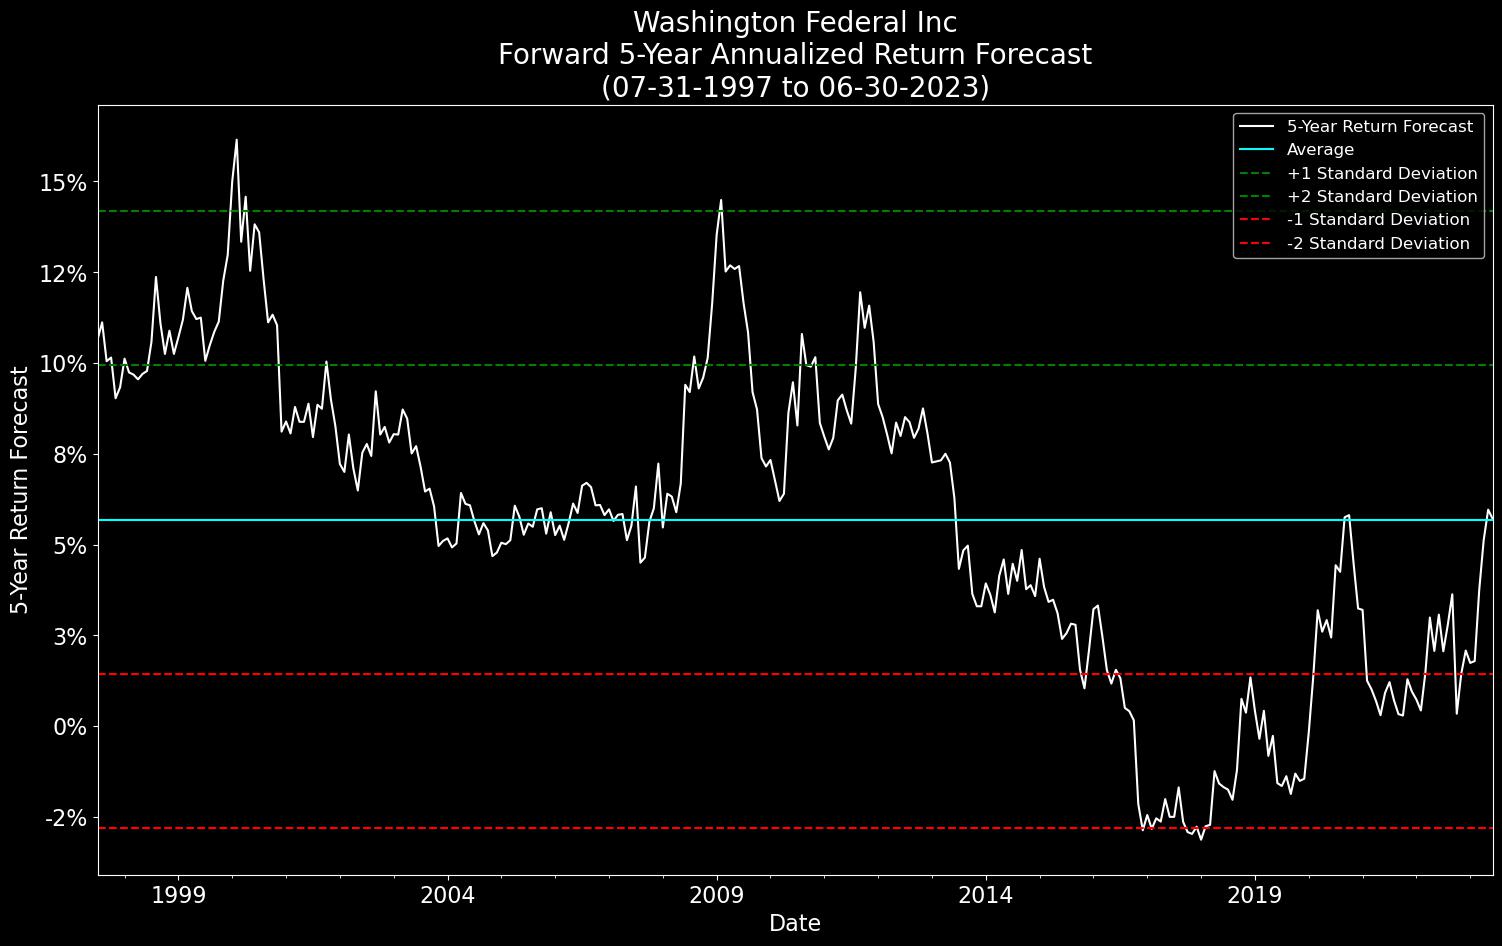 Washington Federal Inc
Forward 5-Year Annualized Return Forecast
(07-31-1997 to 06-30-2023)
5-Year Return Forecast
Average
+1 Standard Deviation
+2 Standard Deviation
-1 Standard Deviation
-2 Standard Deviation
15%
12%
10%
8%
5%
3%
0%
-2%
5-Year Return Forecast
1999
2004
2009
2014
2019
Date